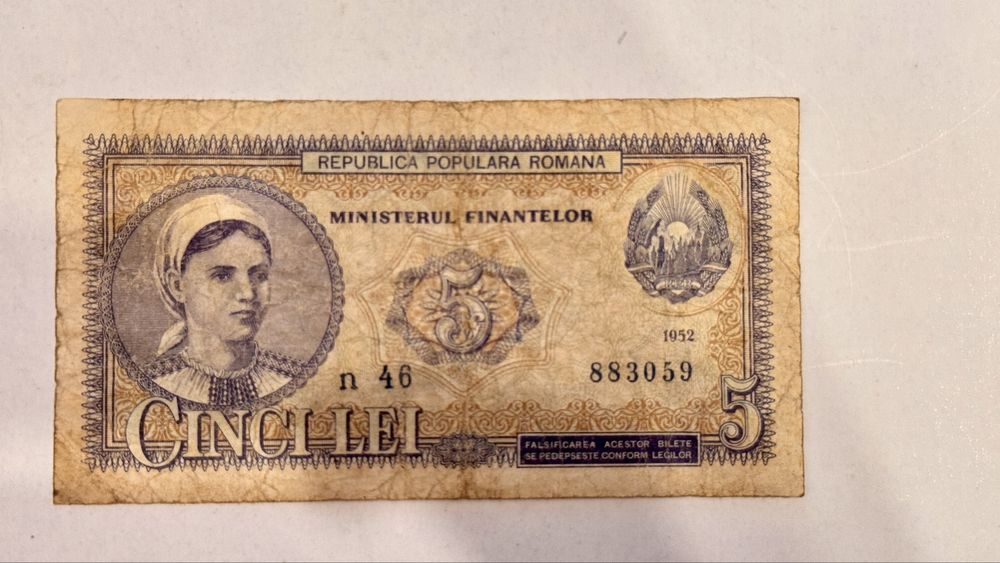 REPUBLICA POPULARA ROMANA
MINISTERUL FINANTELOR
5
1952
n 46
883059
CINCI LEI
5
FALSIFICAREA ACESTOR BILETE
SE PEDEPSESTE CONFORM LEGILOR